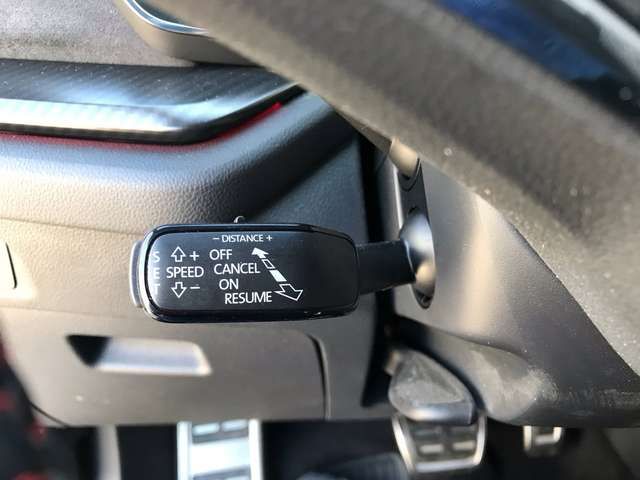 − DISTANCE +
S + OFF
E SPEED CANCEL
T − ON
RESUME